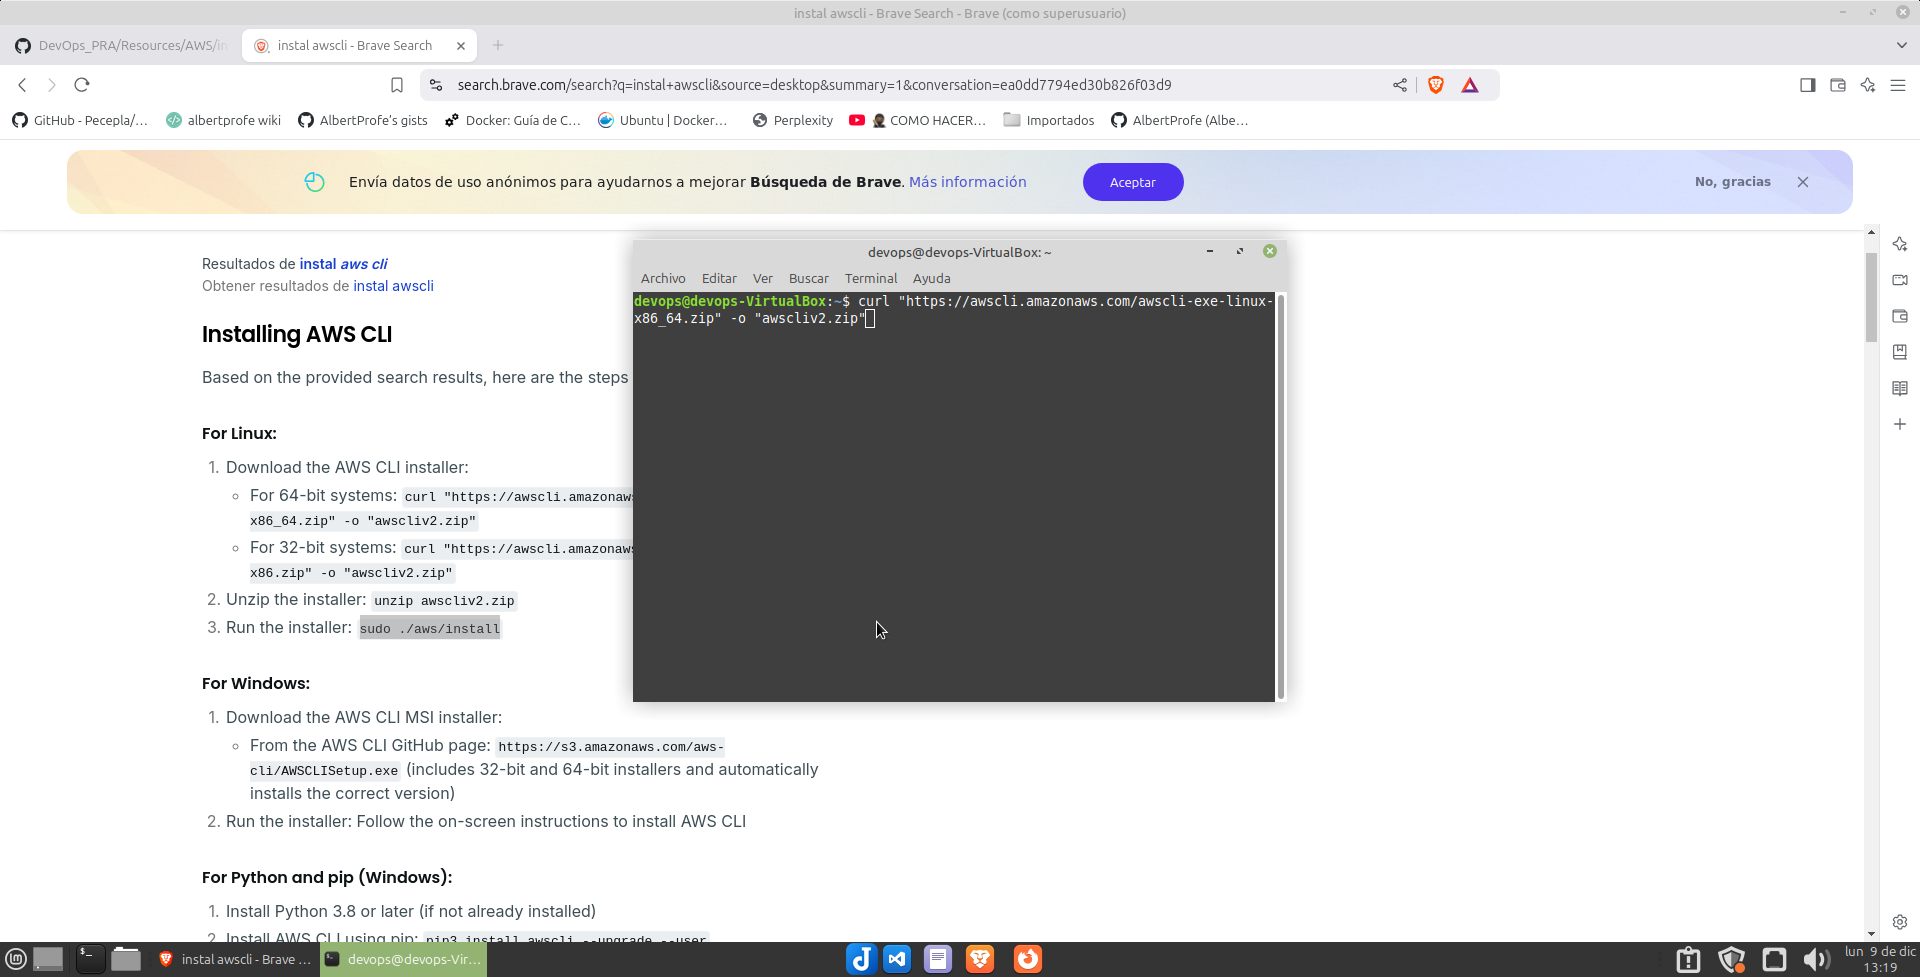 instal awscli - Brave Search - Brave (como superusuario)
DevOps_PRA/Resources/AWS/in
instal awscli - Brave Search
search.brave.com/search?q=instal+awscli&source=desktop&summary=1&conversation=ea0dd7794ed30b826f03d9
GitHub - Pecepla/... albertprofe wiki AlbertProfe's gists Docker: Guía de C... Ubuntu | Docker... Perplexity COMO HACER... Importados AlbertProfe (Albe...
Envía datos de uso anónimos para ayudarnos a mejorar Búsqueda de Brave. Más información
Aceptar
No, gracias
Resultados de instal aws cli
Obtener resultados de instal awscli
Installing AWS CLI
Based on the provided search results, here are the steps
For Linux:
1. Download the AWS CLI installer:
For 64-bit systems: curl "https://awscli.amazonaws
x86_64.zip" -o "awscliv2.zip"
For 32-bit systems: curl "https://awscli.amazonaws
x86.zip" -o "awscliv2.zip"
2. Unzip the installer: unzip awscliv2.zip
3. Run the installer: sudo ./aws/install
For Windows:
1. Download the AWS CLI MSI installer:
From the AWS CLI GitHub page: https://s3.amazonaws.com/aws-
cli/AWSCLISetup.exe (includes 32-bit and 64-bit installers and automatically
installs the correct version)
2. Run the installer: Follow the on-screen instructions to install AWS CLI
For Python and pip (Windows):
1. Install Python 3.8 or later (if not already installed)
2. Install AWS CLI using pip: pip3 install awscli --upgrade --user
devops@devops-VirtualBox: ~
Archivo Editar Ver Buscar Terminal Ayuda
devops@devops-VirtualBox:~$ curl "https://awscli.amazonaws.com/awscli-exe-linux-
x86_64.zip" -o "awscliv2.zip"
instal awscli - Brave ...
devops@devops-Vir...
lun 9 de dic
13:19